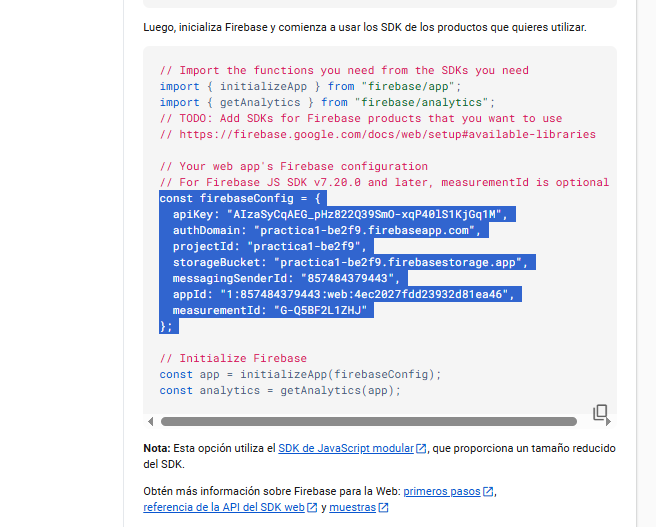 Luego, inicializa Firebase y comienza a usar los SDK de los productos que quieres utilizar.
// Import the functions you need from the SDKs you need
import { initializeApp } from "firebase/app";
import { getAnalytics } from "firebase/analytics";
// TODO: Add SDKs for Firebase products that you want to use
// https://firebase.google.com/docs/web/setup#available-libraries
// Your web app's Firebase configuration
// For Firebase JS SDK v7.20.0 and later, measurementId is optional
const firebaseConfig = {
apiKey: "AIzaSyCqAEG_pHz822Q39SmO-xqP40lS1KjGq1M",
authDomain: "practica1-be2f9.firebaseapp.com",
projectId: "practica1-be2f9",
storageBucket: "practica1-be2f9.firebasestorage.app",
messagingSenderId: "857484379443",
appId: "1:857484379443:web:4ec2027fdd23932d81ea46",
measurementId: "G-Q5BF2L1ZHJ"
};
// Initialize Firebase
const app = initializeApp(firebaseConfig);
const analytics = getAnalytics(app);
Nota: Esta opción utiliza el SDK de JavaScript modular, que proporciona un tamaño reducido
del SDK.
Obtén más información sobre Firebase para la Web: primeros pasos,
referencia de la API del SDK web y muestras